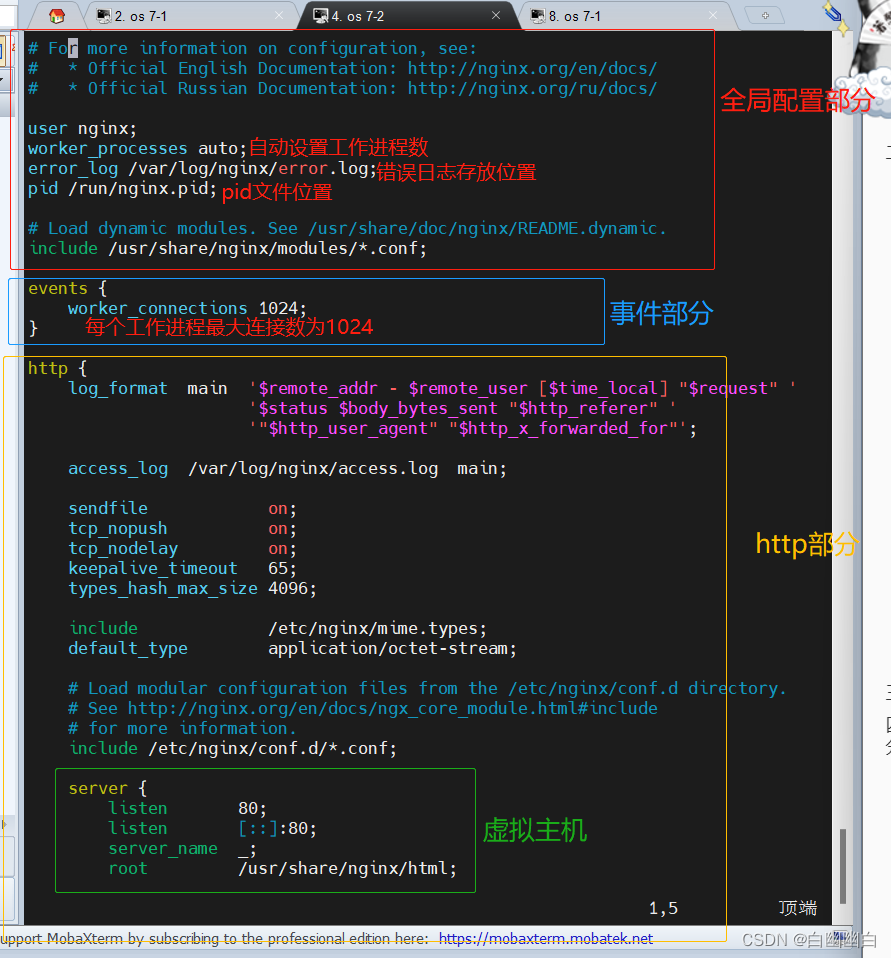 2. os 7-1
4. os 7-2
8. os 7-1
# For more information on configuration, see:
#   * Official English Documentation: http://nginx.org/en/docs/
#   * Official Russian Documentation: http://nginx.org/ru/docs/
全局配置部分
user nginx;
worker_processes auto;自动设置工作进程数
error_log /var/log/nginx/error.log;错误日志存放位置
pid /run/nginx.pid; pid文件位置
# Load dynamic modules. See /usr/share/doc/nginx/README.dynamic.
include /usr/share/nginx/modules/*.conf;
events {
    worker_connections 1024;
事件部分
}     每个工作进程最大连接数为1024
http {
    log_format  main  '$remote_addr - $remote_user [$time_local] "$request" '
                      '$status $body_bytes_sent "$http_referer" '
                      '"$http_user_agent" "$http_x_forwarded_for"';
    access_log  /var/log/nginx/access.log  main;
    sendfile            on;
    tcp_nopush          on;
    tcp_nodelay         on;
http部分
    keepalive_timeout   65;
    types_hash_max_size 4096;
    include             /etc/nginx/mime.types;
    default_type        application/octet-stream;
    # Load modular configuration files from the /etc/nginx/conf.d directory.
    # See http://nginx.org/en/docs/ngx_core_module.html#include
    # for more information.
    include /etc/nginx/conf.d/*.conf;
    server {
        listen       80;
        listen       [::]:80;
虚拟主机
        server_name  _;
        root         /usr/share/nginx/html;
1,5          顶端
upport MobaXterm by subscribing to the professional edition here:  https://mobaxterm.mobatek.net
CSDN @白幽幽白